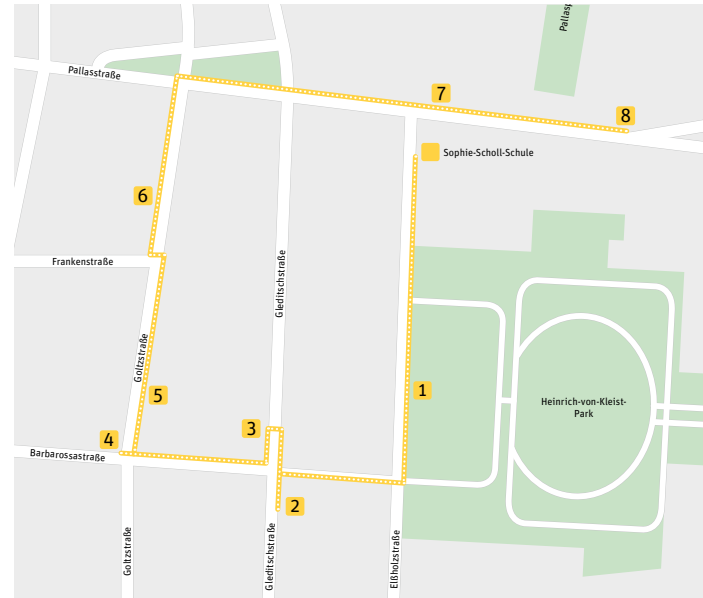 Pallasstraße
7
8
Sophie-Scholl-Schule
6
Frankenstraße
Gleditschstraße
Goltzstraße
5
1
Heinrich-von-Kleist-
Park
3
4
Barbarossastraße
2
Goltzstraße
Gleditschstraße
Eßholzstraße